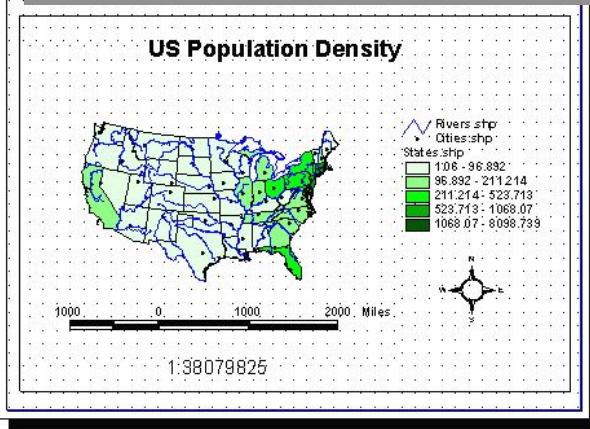 US Population Density
Rivers.shp
Cities.shp
States.shp
1.06 - 96.892
96.892 - 211.214
211.214 - 523.713
523.713 - 1068.07
1068.07 - 8098.739
N
W E
S
1000 0 1000 2000 Miles
1:38079825